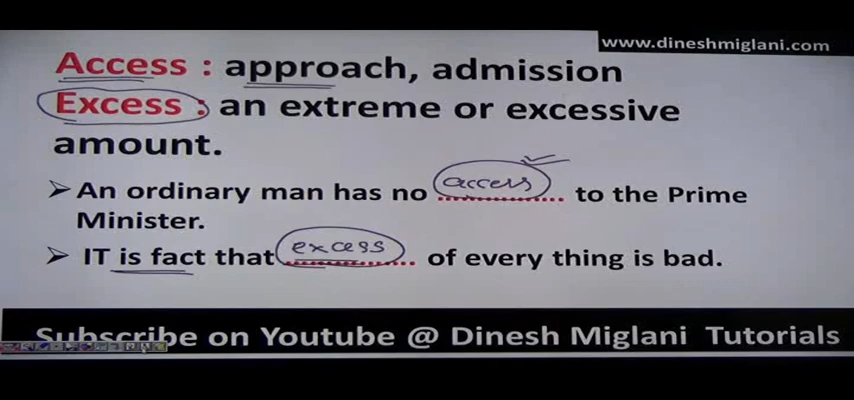 www.dineshmiglani.com
Access : approach, admission
Excess : an extreme or excessive
amount.
An ordinary man has no access to the Prime
Minister.
IT is fact that excess of every thing is bad.
Subscribe on Youtube @ Dinesh Miglani Tutorials